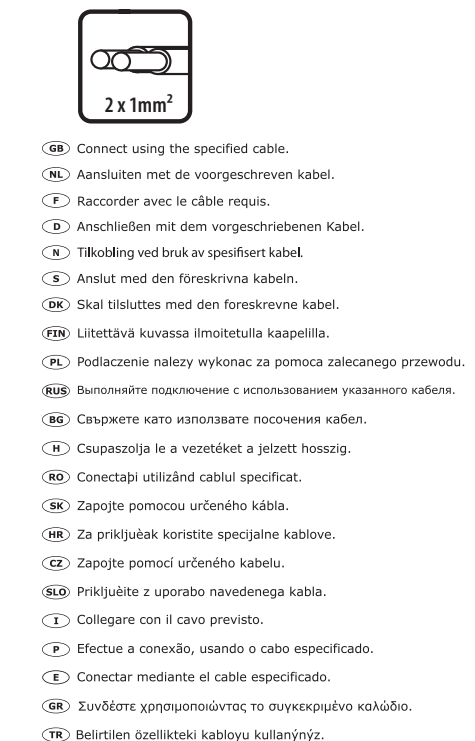 2 x 1mm²
GB Connect using the specified cable.
NL Aansluiten met de voorgeschreven kabel.
F Raccorder avec le câble requis.
D Anschließen mit dem vorgeschriebenen Kabel.
N Tilkobling ved bruk av spesifisert kabel.
S Anslut med den föreskrivna kabeln.
DK Skal tilsluttes med den foreskrevne kabel.
FIN Liitettävä kuvassa ilmoitetulla kaapelilla.
PL Podlaczenie nalezy wykonac za pomoca zalecanego przewodu.
RUS Выполняйте подключение с использованием указанного кабеля.
BG Свържете като използвате посочения кабел.
H Csupaszolja le a vezetéket a jelzett hosszig.
RO Conectaþi utilizând cablul specificat.
SK Zapojte pomocou určeného kábla.
HR Za prikljuèak koristite specijalne kablove.
CZ Zapojte pomocí určeného kabelu.
SLO Prikljuèite z uporabo navedenega kabla.
I Collegare con il cavo previsto.
P Efectue a conexão, usando o cabo especificado.
E Conectar mediante el cable especificado.
GR Συνδέστε χρησιμοποιώντας το συγκεκριμένο καλώδιο.
TR Belirtilen özellikteki kabloyu kullanýnýz.